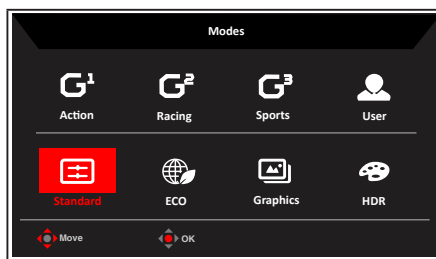 Modes
G¹ G² G³
Action Racing Sports User
Standard ECO Graphics HDR
Move OK